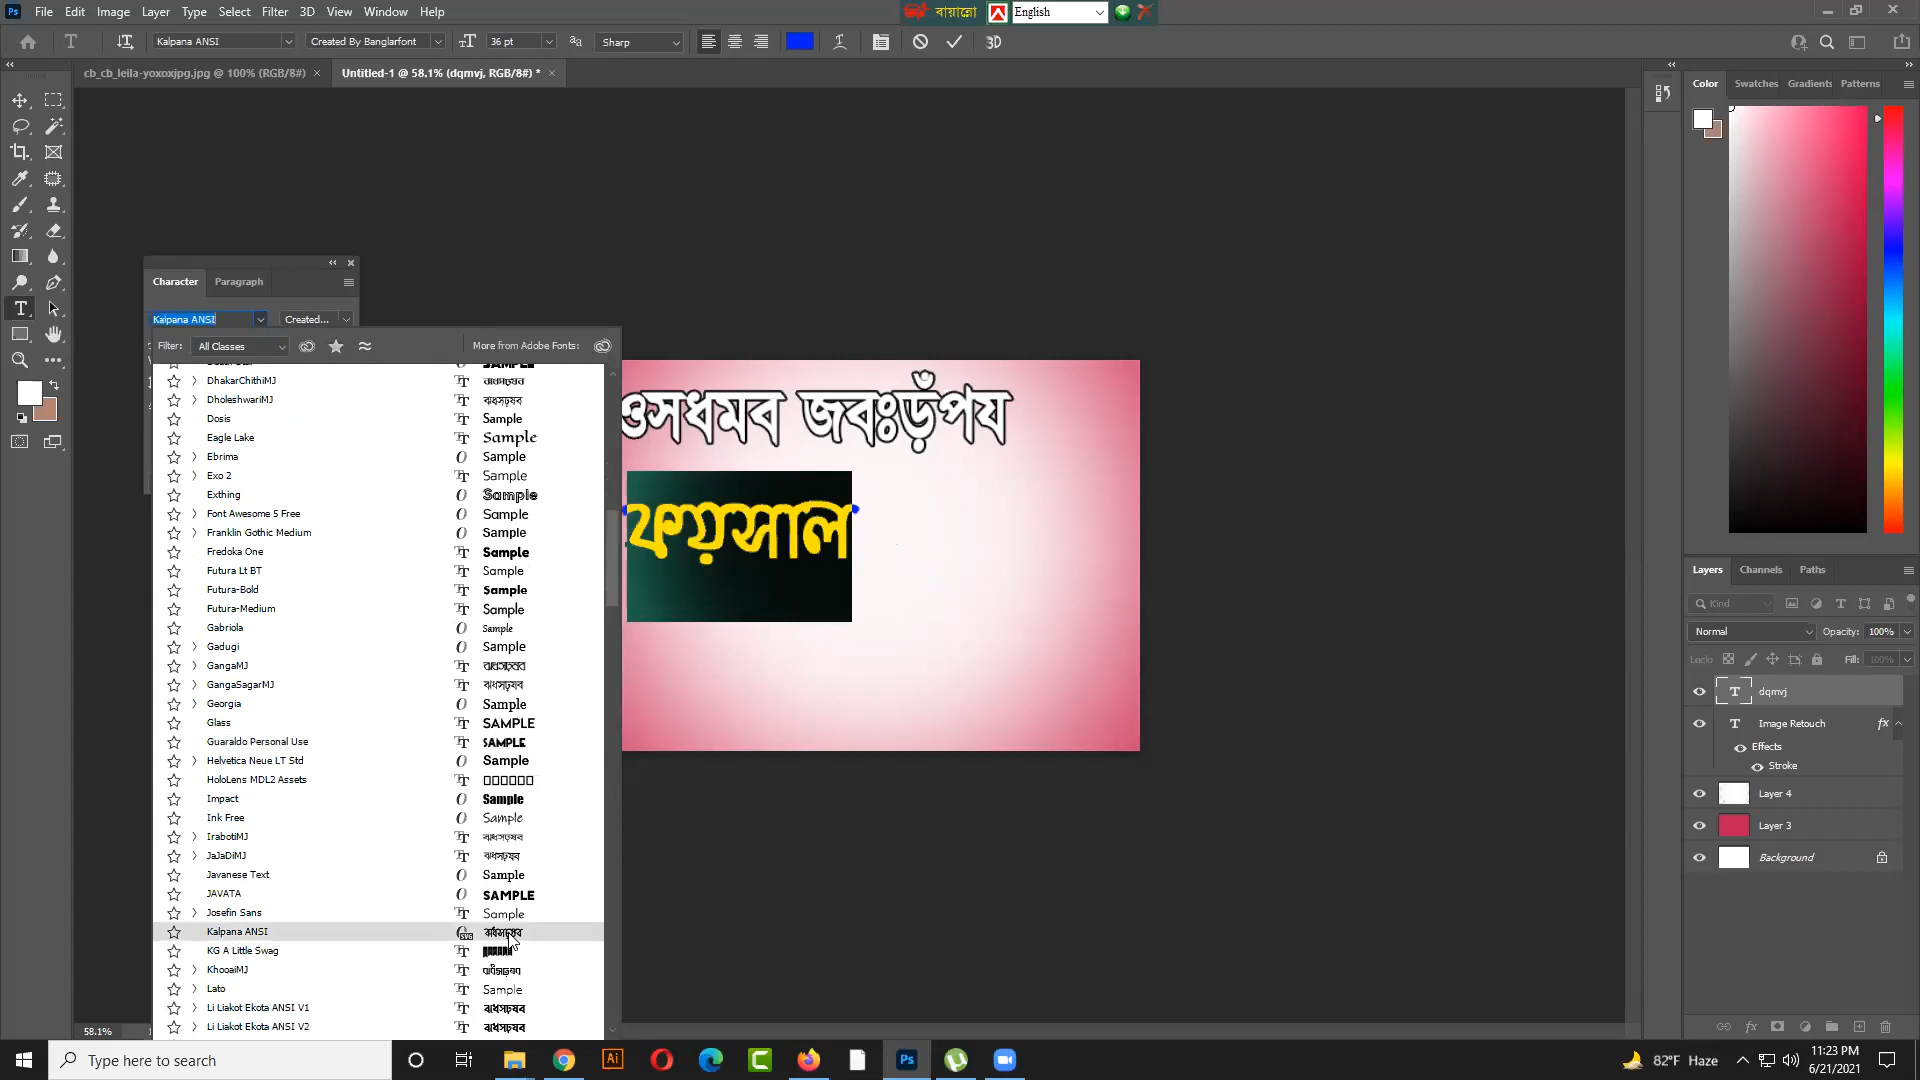 File Edit Image Layer Type Select Filter 3D View Window Help
বায়ান্নো English
Kalpana ANSI Created By Banglarfont 36 pt Sharp 3D
cb_cb_leila-yoxoxjpg.jpg @ 100% (RGB/8#) × Untitled-1 @ 58.1% (dqmvj, RGB/8#) * ×
Color Swatches Gradients Patterns
Character Paragraph
Kalpana ANSI Created...
Filter: All Classes More from Adobe Fonts:
DhakarChithiMJ
DholeshwariMJ
Dosis Sample
Eagle Lake Sample
Ebrima Sample
Exo 2 Sample
Exthing Sample
Font Awesome 5 Free Sample
Franklin Gothic Medium Sample
Fredoka One Sample
Futura Lt BT Sample
Futura-Bold Sample
Futura-Medium Sample
Gabriola Sample
Gadugi Sample
GangaMJ
GangaSagarMJ
Georgia Sample
Glass SAMPLE
Guaraldo Personal Use SAMPLE
Helvetica Neue LT Std Sample
HoloLens MDL2 Assets
Impact Sample
Ink Free Sample
IrabotiMJ
JaJaDiMJ
Javanese Text Sample
JAVATA SAMPLE
Josefin Sans Sample
Kalpana ANSI
KG A Little Swag
KhooaiMJ
Lato Sample
Li Liakot Ekota ANSI V1
Li Liakot Ekota ANSI V2
ফয়সাল
Layers Channels Paths
Kind
Normal Opacity: 100%
Lock: Fill: 100%
dqmvj
Image Retouch fx
Effects
Stroke
Layer 4
Layer 3
Background
58.1%
Type here to search
82°F Haze
11:23 PM
6/21/2021